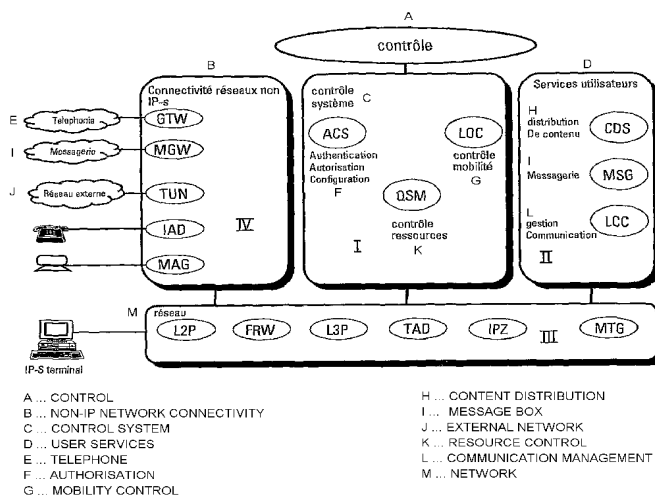 A
contrôle
B
Connectivité réseaux non IP-s
E
Telephonia
GTW
I
Messagerie
MGW
J
Réseau externe
TUN
IAD
MAG
IV
contrôle système
C
ACS
Authentication
Autorisation
Configuration
F
LOC
contrôle mobilité
G
QSM
contrôle ressources
K
I
D
Services utilisateurs
H
distribution
De contenu
CDS
I
Messagerie
MSG
L
gestion
Communication
LCC
II
M
réseau
L2P
FRW
L3P
TAD
IPZ
III
MTG
IP-S terminal
A ... CONTROL
B ... NON-IP NETWORK CONNECTIVITY
C ... CONTROL SYSTEM
D ... USER SERVICES
E ... TELEPHONE
F ... AUTHORISATION
G ... MOBILITY CONTROL
H ... CONTENT DISTRIBUTION
I ... MESSAGE BOX
J ... EXTERNAL NETWORK
K ... RESOURCE CONTROL
L ... COMMUNICATION MANAGEMENT
M ... NETWORK